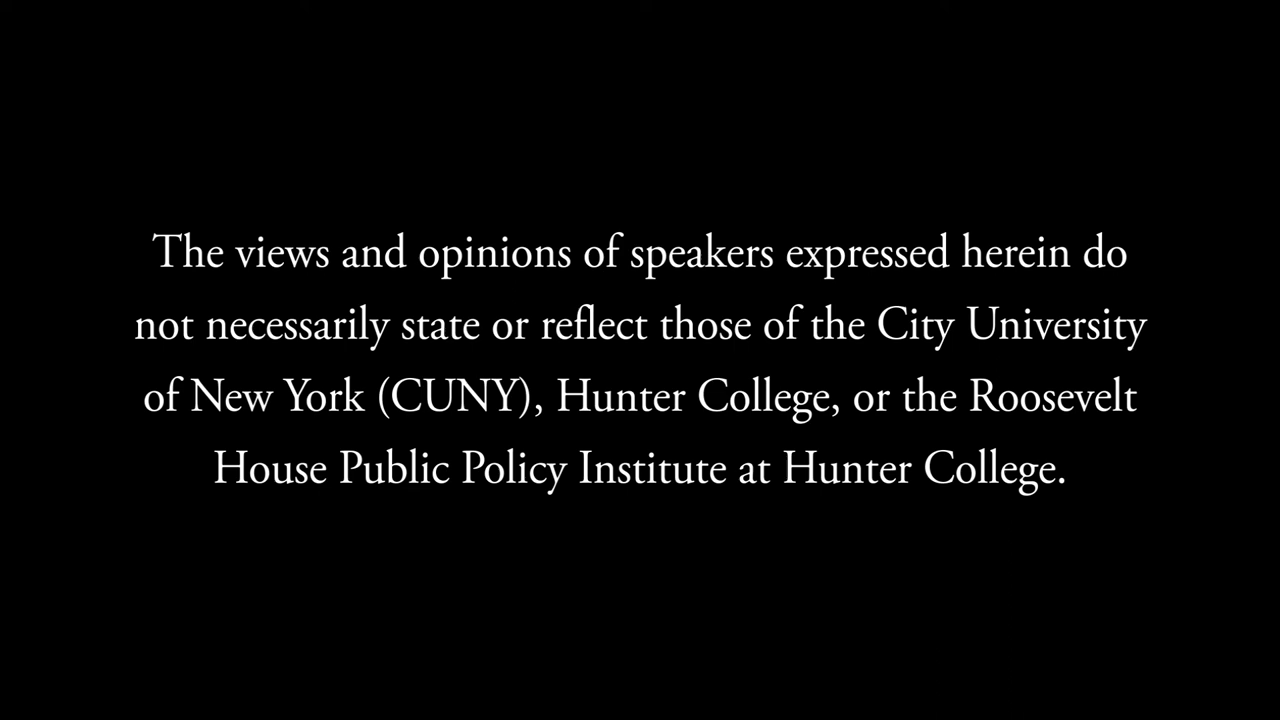 The views and opinions of speakers expressed herein do
not necessarily state or reflect those of the City University
of New York (CUNY), Hunter College, or the Roosevelt
House Public Policy Institute at Hunter College.